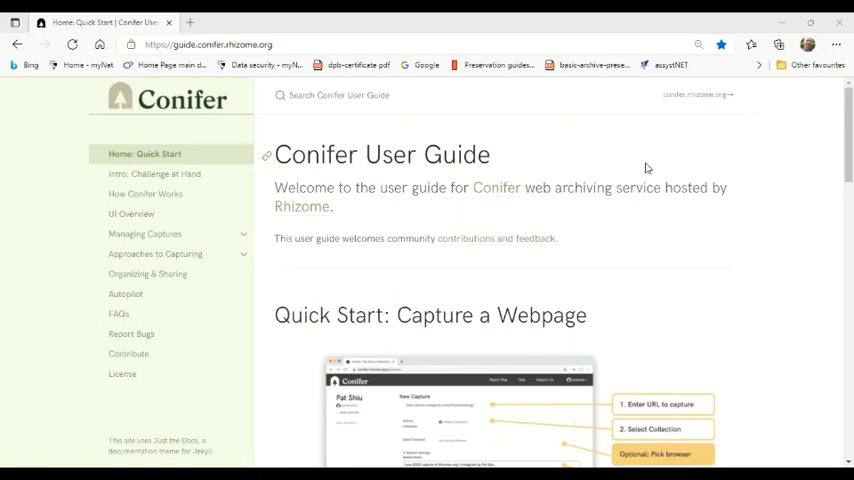 Home: Quick Start | Conifer User
https://guide.conifer.rhizome.org
Bing
Home - myNet
Home Page main d...
Data security - myN...
dpb-certificate pdf
Google
Preservation guides...
basic-archive-prese...
assystNET
Other favourites
Conifer
Search Conifer User Guide
conifer.rhizome.org→
Home: Quick Start
Intro: Challenge at Hand
How Conifer Works
UI Overview
Managing Captures
Approaches to Capturing
Organizing & Sharing
Autopilot
FAQs
Report Bugs
Contribute
License
This site uses Just the Docs, a
documentation theme for Jekyll.
Conifer User Guide
Welcome to the user guide for Conifer web archiving service hosted by
Rhizome.
This user guide welcomes community contributions and feedback.
Quick Start: Capture a Webpage
Conifer
Report Bug
Help
Support Us
Pat Shiu
New Capture
1. Enter URL to capture
2. Select Collection
Optional: Pick browser